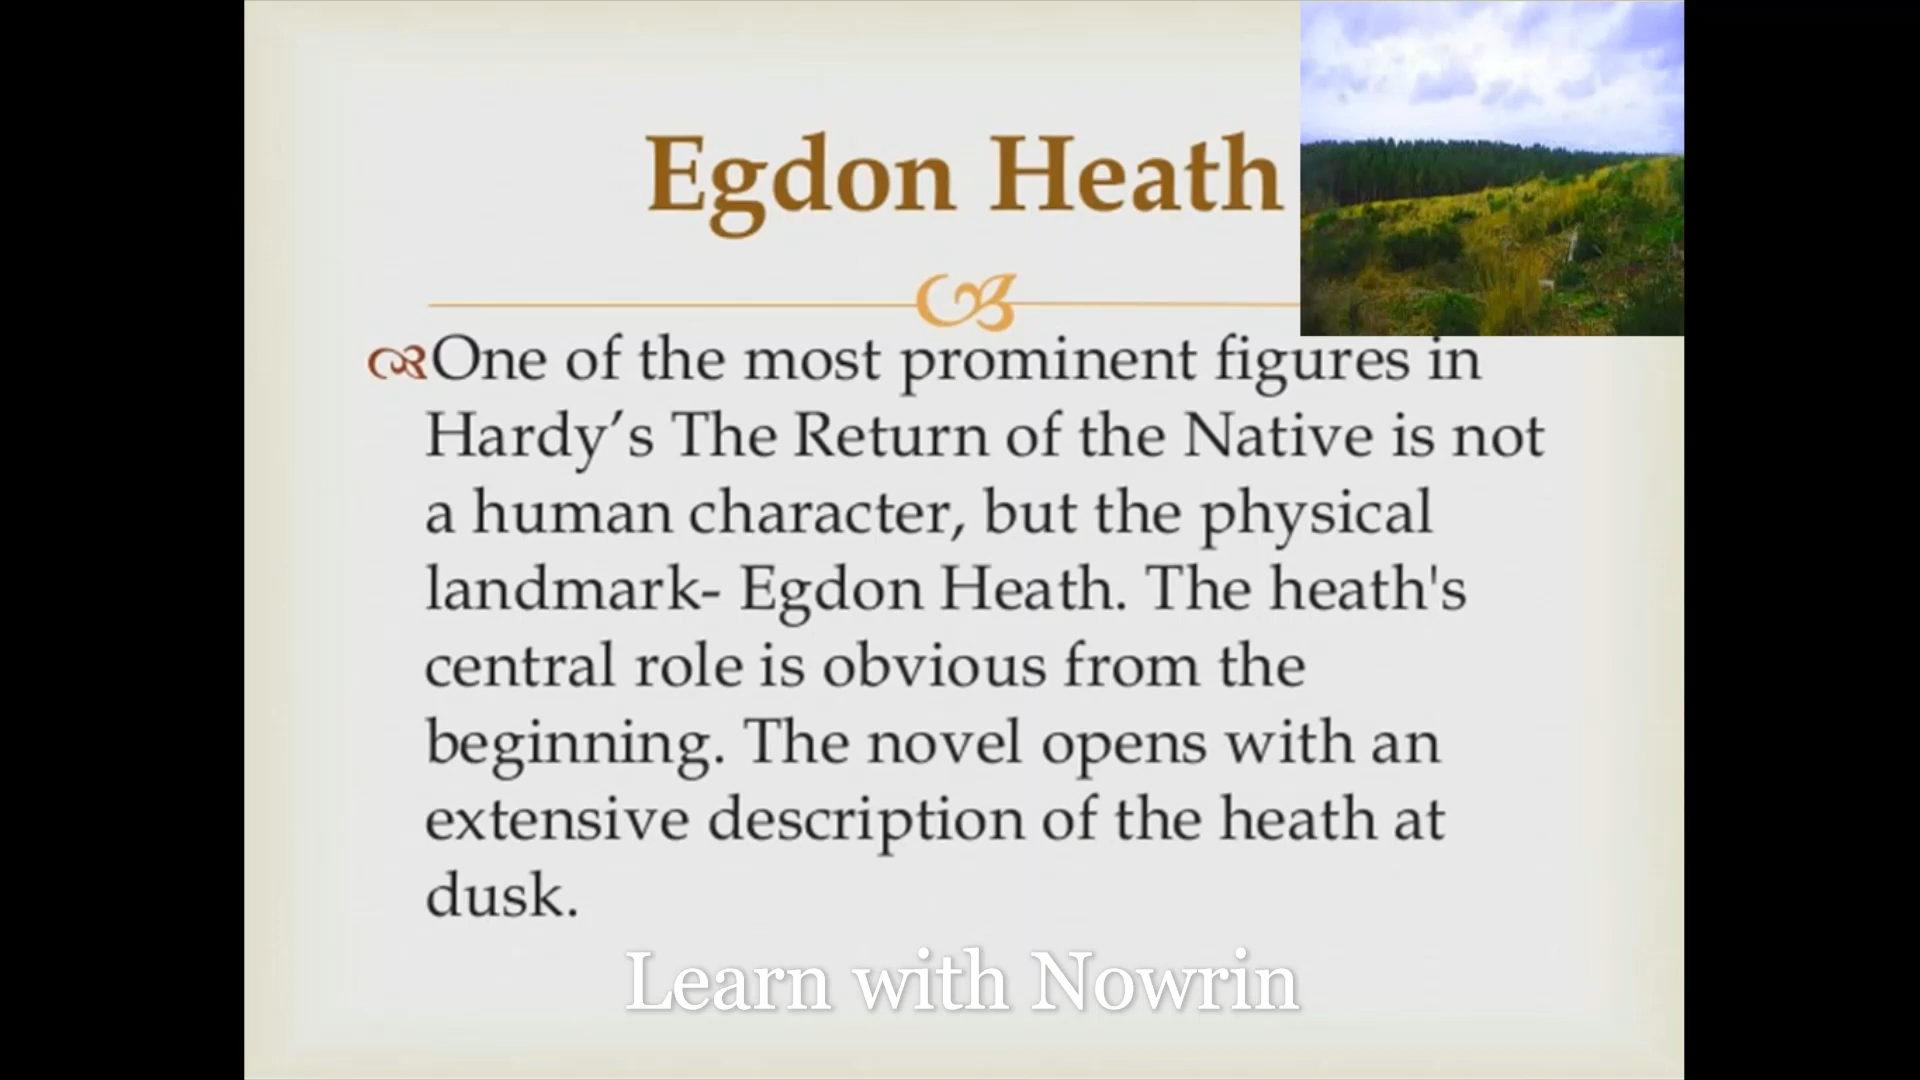 Egdon Heath
One of the most prominent figures in
Hardy’s The Return of the Native is not
a human character, but the physical
landmark- Egdon Heath. The heath's
central role is obvious from the
beginning. The novel opens with an
extensive description of the heath at
dusk.
Learn with Nowrin